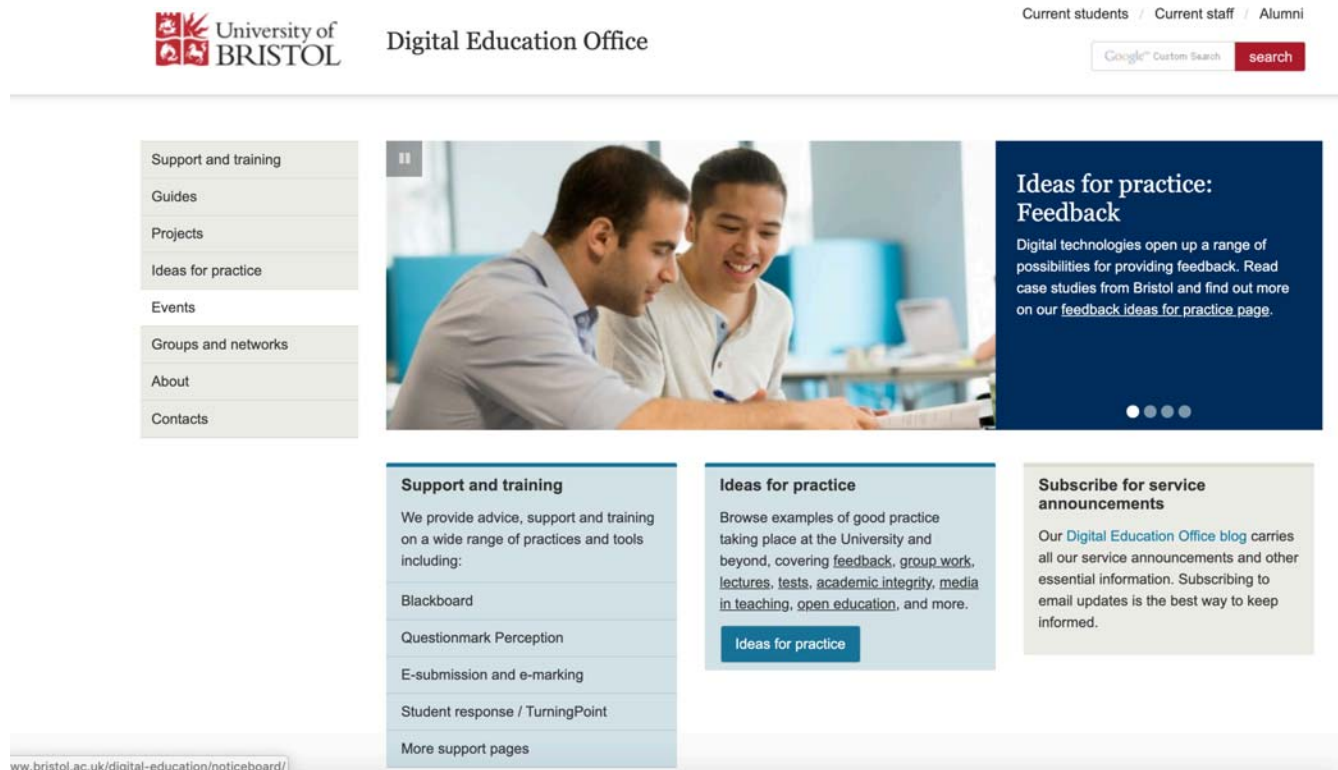 University of
BRISTOL
Digital Education Office
Current students / Current staff / Alumni
Google™ Custom Search
search
Support and training
Guides
Projects
Ideas for practice
Events
Groups and networks
About
Contacts
Ideas for practice:
Feedback
Digital technologies open up a range of
possibilities for providing feedback. Read
case studies from Bristol and find out more
on our feedback ideas for practice page.
Support and training
We provide advice, support and training
on a wide range of practices and tools
including:
Blackboard
Questionmark Perception
E-submission and e-marking
Student response / TurningPoint
More support pages
Ideas for practice
Browse examples of good practice
taking place at the University and
beyond, covering feedback, group work,
lectures, tests, academic integrity, media
in teaching, open education, and more.
Ideas for practice
Subscribe for service
announcements
Our Digital Education Office blog carries
all our service announcements and other
essential information. Subscribing to
email updates is the best way to keep
informed.
ww.bristol.ac.uk/digital-education/noticeboard/